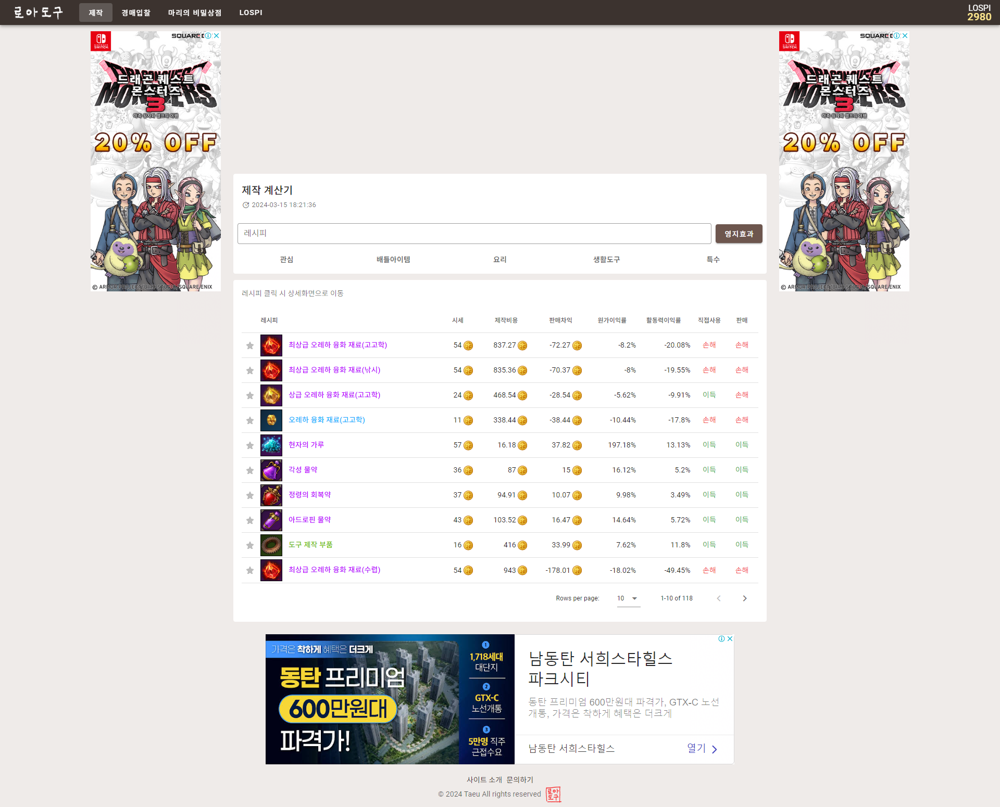 로아도구 제작 경매입찰 마리의 비밀상점 LOSPI
LOSPI
2980
NINTENDO SWITCH
SQUARE E
드래곤 퀘스트
몬스터즈
3
마족 왕자와 엘프의 여행
20% OFF
© ARMOR PROJECT/BIRD STUDIO/SQUARE ENIX
NINTENDO SWITCH
SQUARE E
드래곤 퀘스트
몬스터즈
3
마족 왕자와 엘프의 여행
20% OFF
© ARMOR PROJECT/BIRD STUDIO/SQUARE ENIX
제작 계산기
2024-03-15 18:21:36
레시피 영지효과
관심 배틀아이템 요리 생활도구 특수
레시피 클릭 시 상세화면으로 이동
레시피 시세 제작비용 판매차익 원가이익률 활동력이익률 직접사용 판매
최상급 오레하 융화 재료(고고학) 54 837.27 -72.27 -8.2% -20.08% 손해 손해
최상급 오레하 융화 재료(낚시) 54 835.36 -70.37 -8% -19.55% 손해 손해
상급 오레하 융화 재료(고고학) 24 468.54 -28.54 -5.62% -9.91% 이득 손해
오레하 융화 재료(고고학) 11 338.44 -38.44 -10.44% -17.8% 손해 손해
현자의 가루 57 16.18 37.82 197.18% 13.13% 이득 이득
각성 물약 36 87 15 16.12% 5.2% 이득 이득
정령의 회복약 37 94.91 10.07 9.98% 3.49% 이득 이득
아드로핀 물약 43 103.52 16.47 14.64% 5.72% 이득 이득
도구 제작 부품 16 416 33.99 7.62% 11.8% 이득 이득
최상급 오레하 융화 재료(수렵) 54 943 -178.01 -18.02% -49.45% 손해 손해
Rows per page: 10 1-10 of 118
가격은 착하게 혜택은 더크게
동탄 프리미엄
600만원대
파격가!
1
1,718세대
대단지
2
GTX-C
노선개통
3
5만명 직주
근접수요
남동탄 서희스타힐스
파크시티
동탄 프리미엄 600만원대 파격가, GTX-C 노선
개통, 가격은 착하게 혜택은 더크게
남동탄 서희스타힐스 열기
사이트 소개 문의하기
© 2024 Taeu All rights reserved
로아
도구